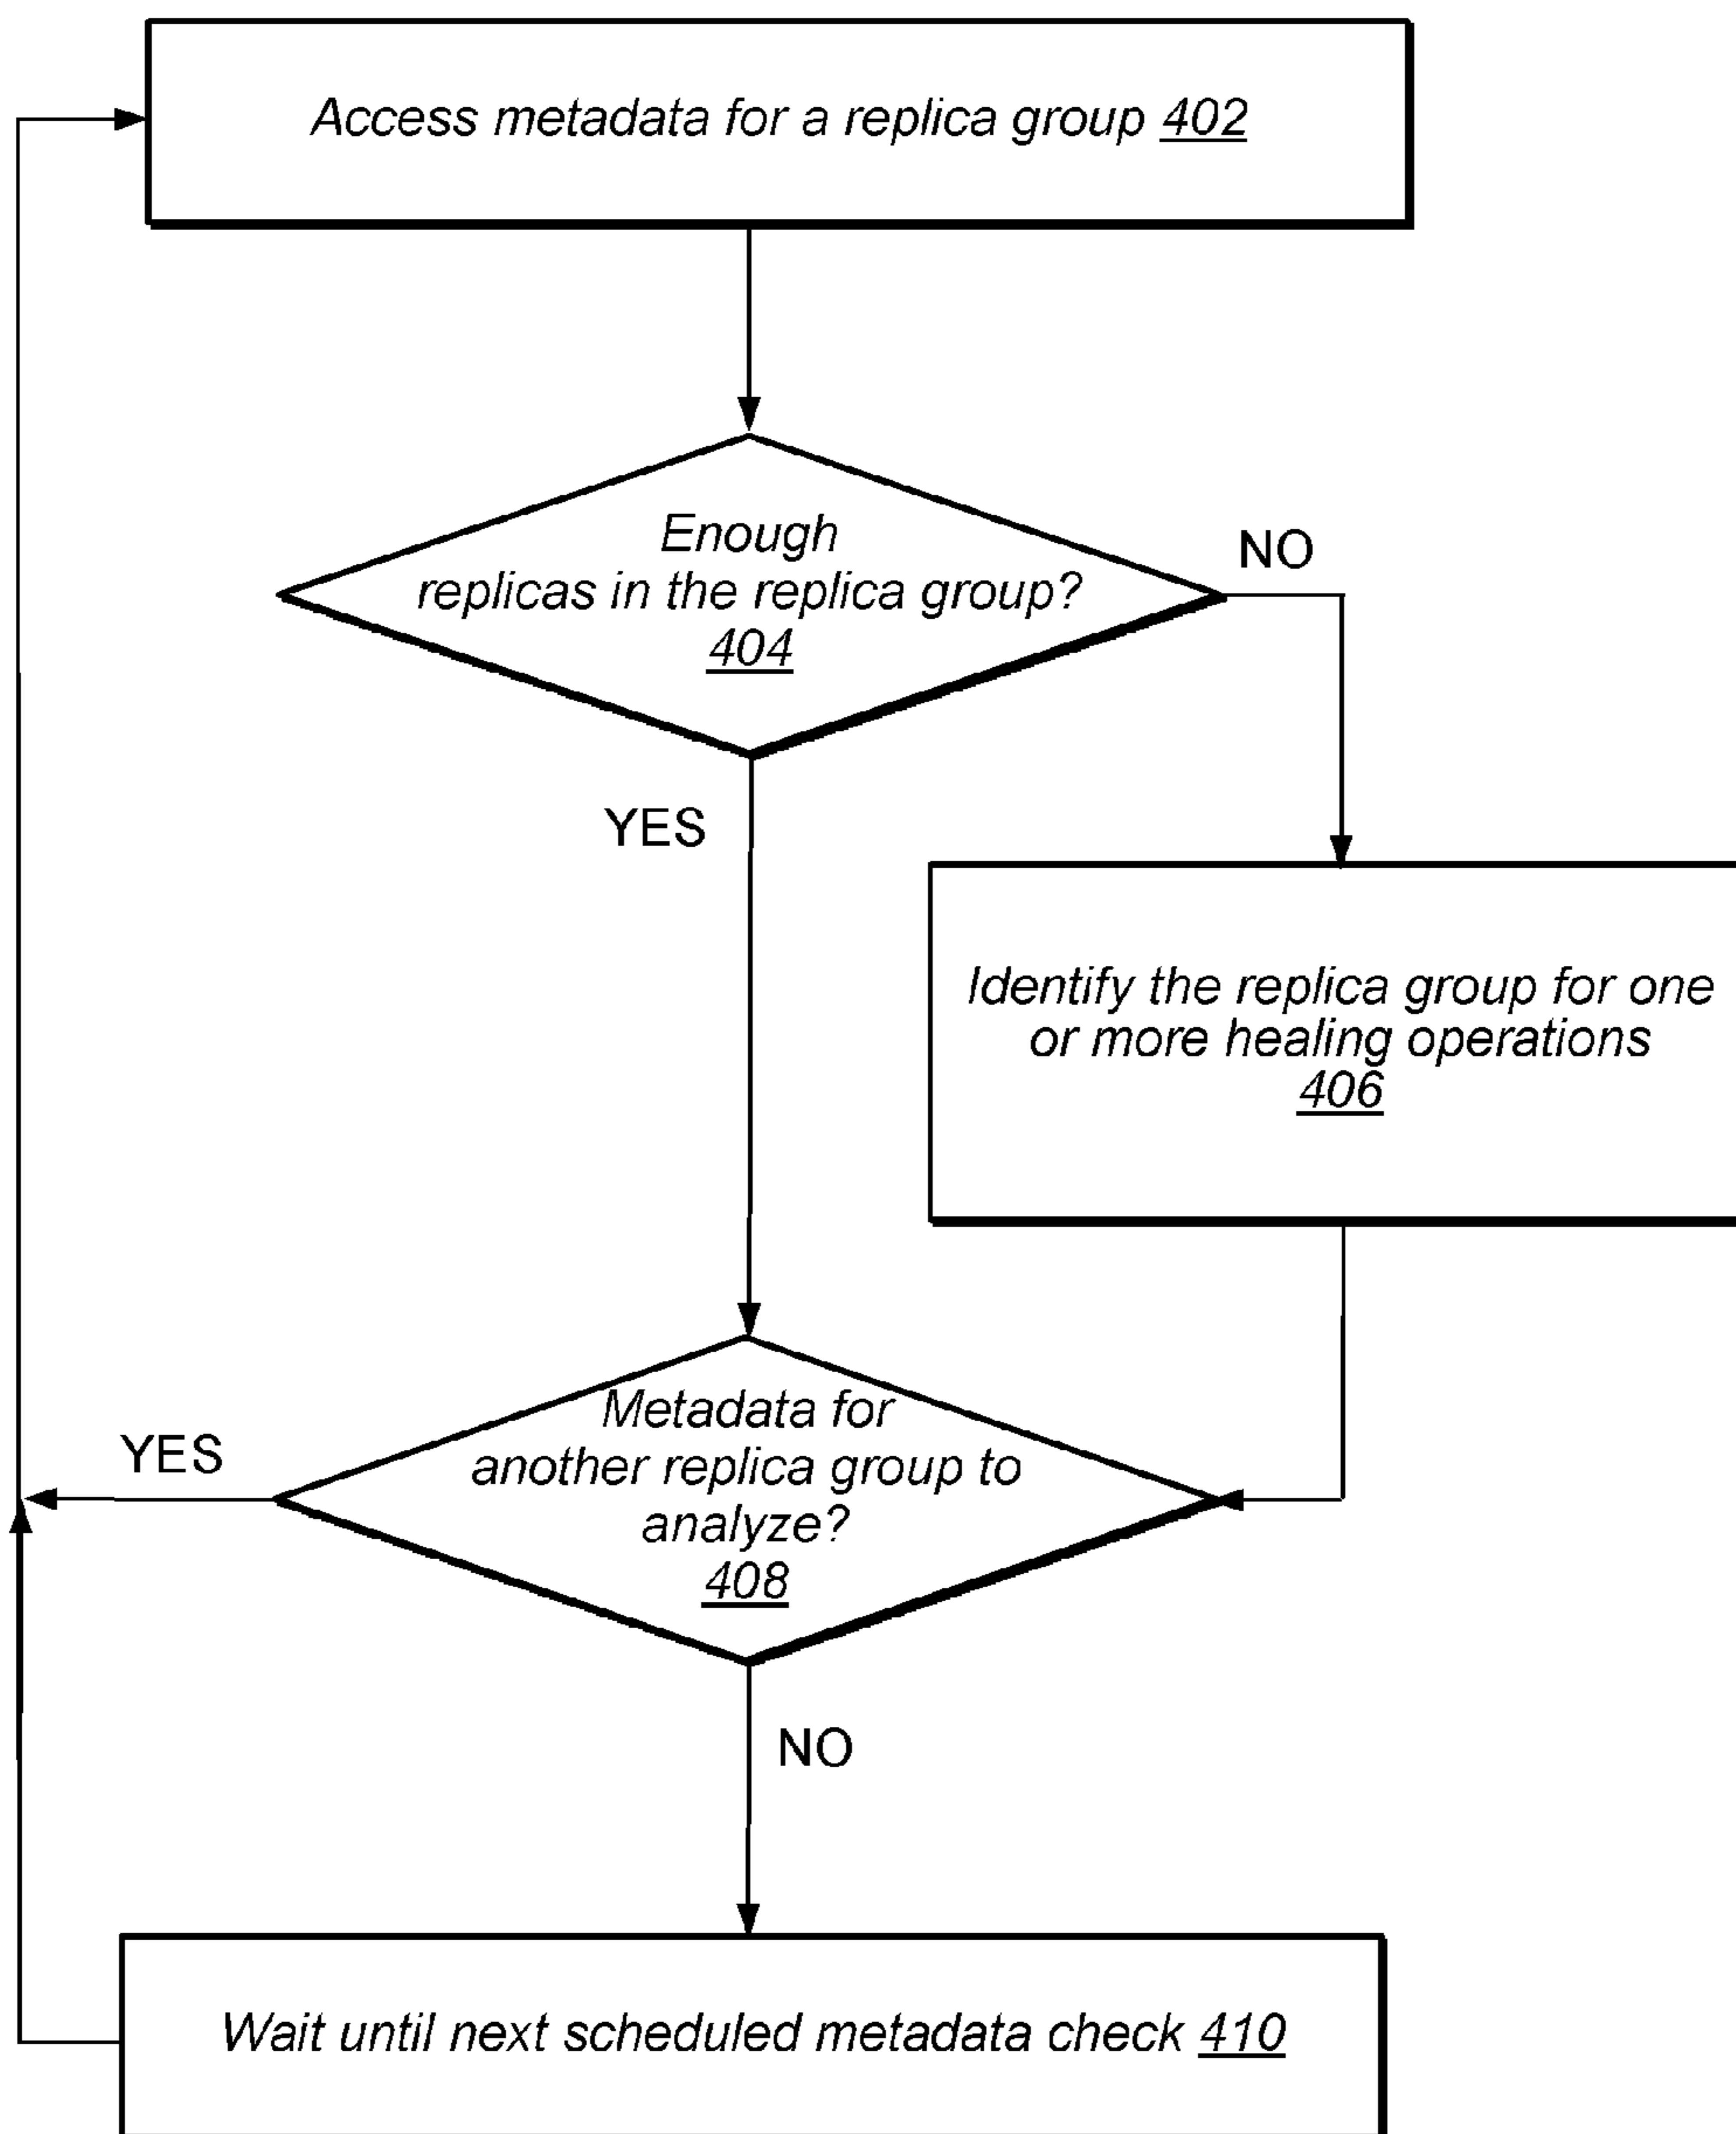 Access metadata for a replica group 402
Enough
replicas in the replica group?
404
NO
YES
Identify the replica group for one
or more healing operations
406
Metadata for
another replica group to
analyze?
408
YES
NO
Wait until next scheduled metadata check 410